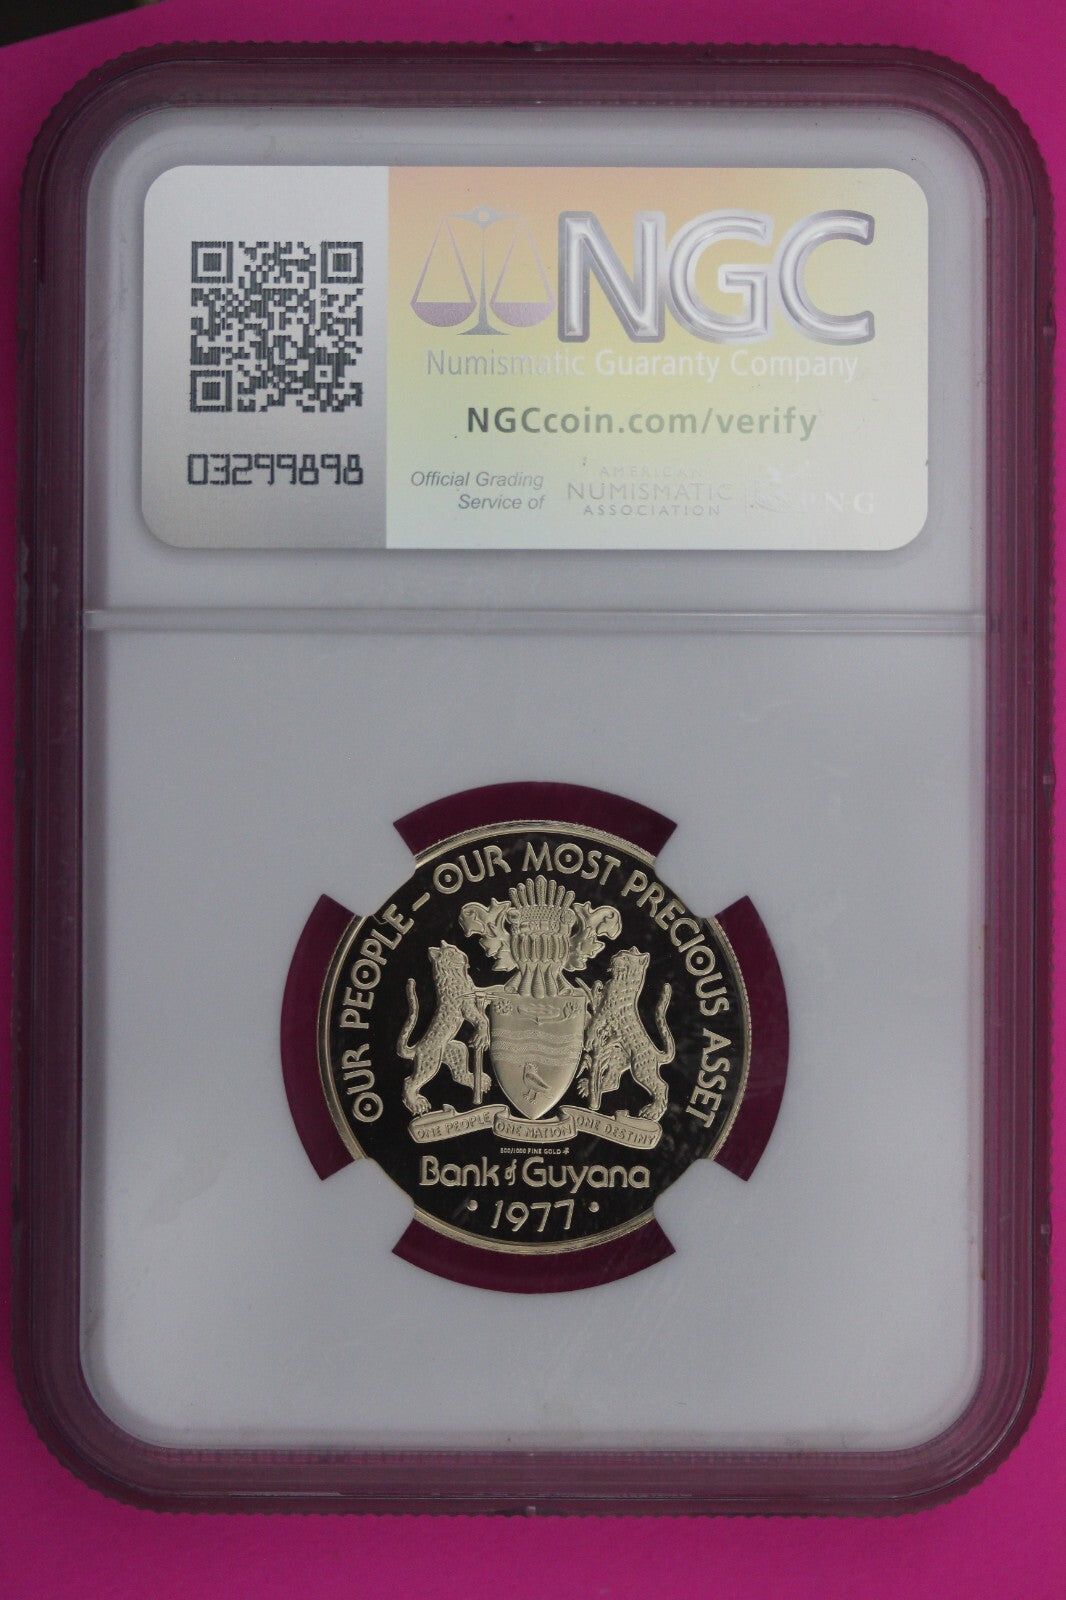 NGC
Numismatic Guaranty Company
NGCcoin.com/verify
03299898
Official Grading
Service of
AMERICAN
NUMISMATIC
ASSOCIATION
PNG
OUR PEOPLE – OUR MOST PRECIOUS ASSET
ONE PEOPLE ONE NATION ONE DESTINY
500/1000 FINE GOLD
Bank of Guyana
• 1977 •